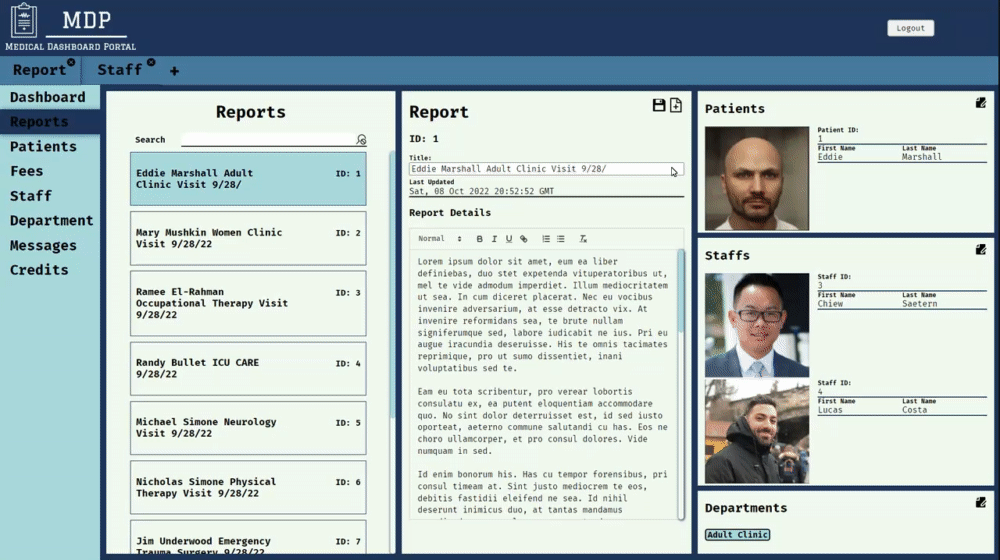 MDP
MEDICAL DASHBOARD PORTAL
Logout
Report
Staff
+
Dashboard
Reports
Patients
Fees
Staff
Department
Messages
Credits
Reports
Search
Eddie Marshall Adult
Clinic Visit 9/28/
ID: 1
Mary Mushkin Women Clinic
Visit 9/28/22
ID: 2
Ramee El-Rahman
Occupational Therapy Visit
9/28/22
ID: 3
Randy Bullet ICU CARE
9/28/22
ID: 4
Michael Simone Neurology
Visit 9/28/22
ID: 5
Nicholas Simone Physical
Therapy Visit 9/28/22
ID: 6
Jim Underwood Emergency
Trauma Surgery 9/28/22
ID: 7
Report
ID: 1
Title:
Eddie Marshall Adult Clinic Visit 9/28/
Last Updated
Sat, 08 Oct 2022 20:52:52 GMT
Report Details
Normal
B I U
Lorem ipsum dolor sit amet, eum ea liber
definiebas, duo stet expetenda vituperatoribus ut,
mel te vide admodum imperdiet. Illum mediocritatem
ut sea. In cum diceret placerat. Nec eu vocibus
invenire adversarium, at esse detracto vix. At
invenire reformidans sea, te brute nullam
signiferumque sed, labore iudicabit ne ius. Pri eu
augue iracundia deseruisse. His te omnis tacimates
reprimique, pro ut sumo dissentiet, inani
voluptatibus sed te.
Eam eu tota scribentur, pro verear lobortis
consulatu ex, ea putent eloquentiam accommodare
quo. No sint dolor deterruisset est, id sed iusto
oporteat, aeterno commune salutandi cu has. Eos ne
choro ullamcorper, et pro consul dolores. Vide
numquam in sed.
Id enim bonorum his. Has cu tempor forensibus, pri
consul timeam at. Sint justo mediocrem te eos,
debitis fastidii eleifend ne sea. Id nihil
deserunt inimicus duo, at tantas mandamus
Patients
Patient ID:
1
First Name
Last Name
Eddie
Marshall
Staffs
Staff ID:
3
First Name
Last Name
Chiew
Saetern
Staff ID:
4
First Name
Last Name
Lucas
Costa
Departments
Adult Clinic